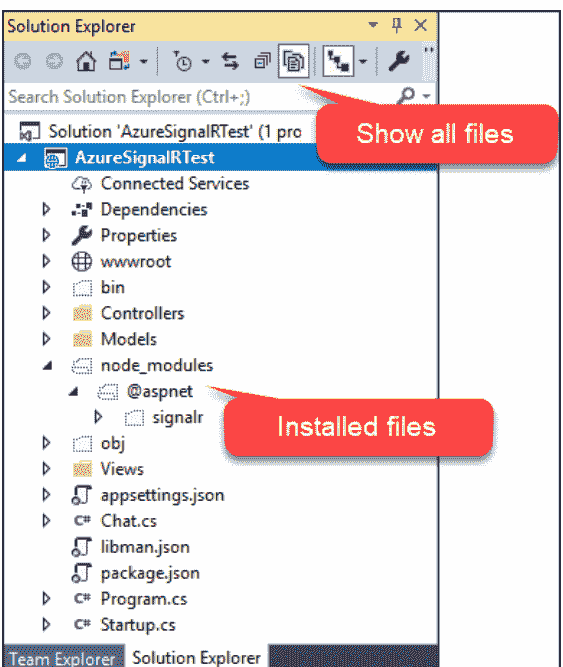 Solution Explorer
Search Solution Explorer (Ctrl+;)
Show all files
Solution 'AzureSignalRTest' (1 pro
AzureSignalRTest
Connected Services
Dependencies
Properties
wwwroot
bin
Controllers
Models
node_modules
@aspnet
signalr
Installed files
obj
Views
appsettings.json
C# Chat.cs
libman.json
package.json
C# Program.cs
C# Startup.cs
Team Explorer Solution Explorer